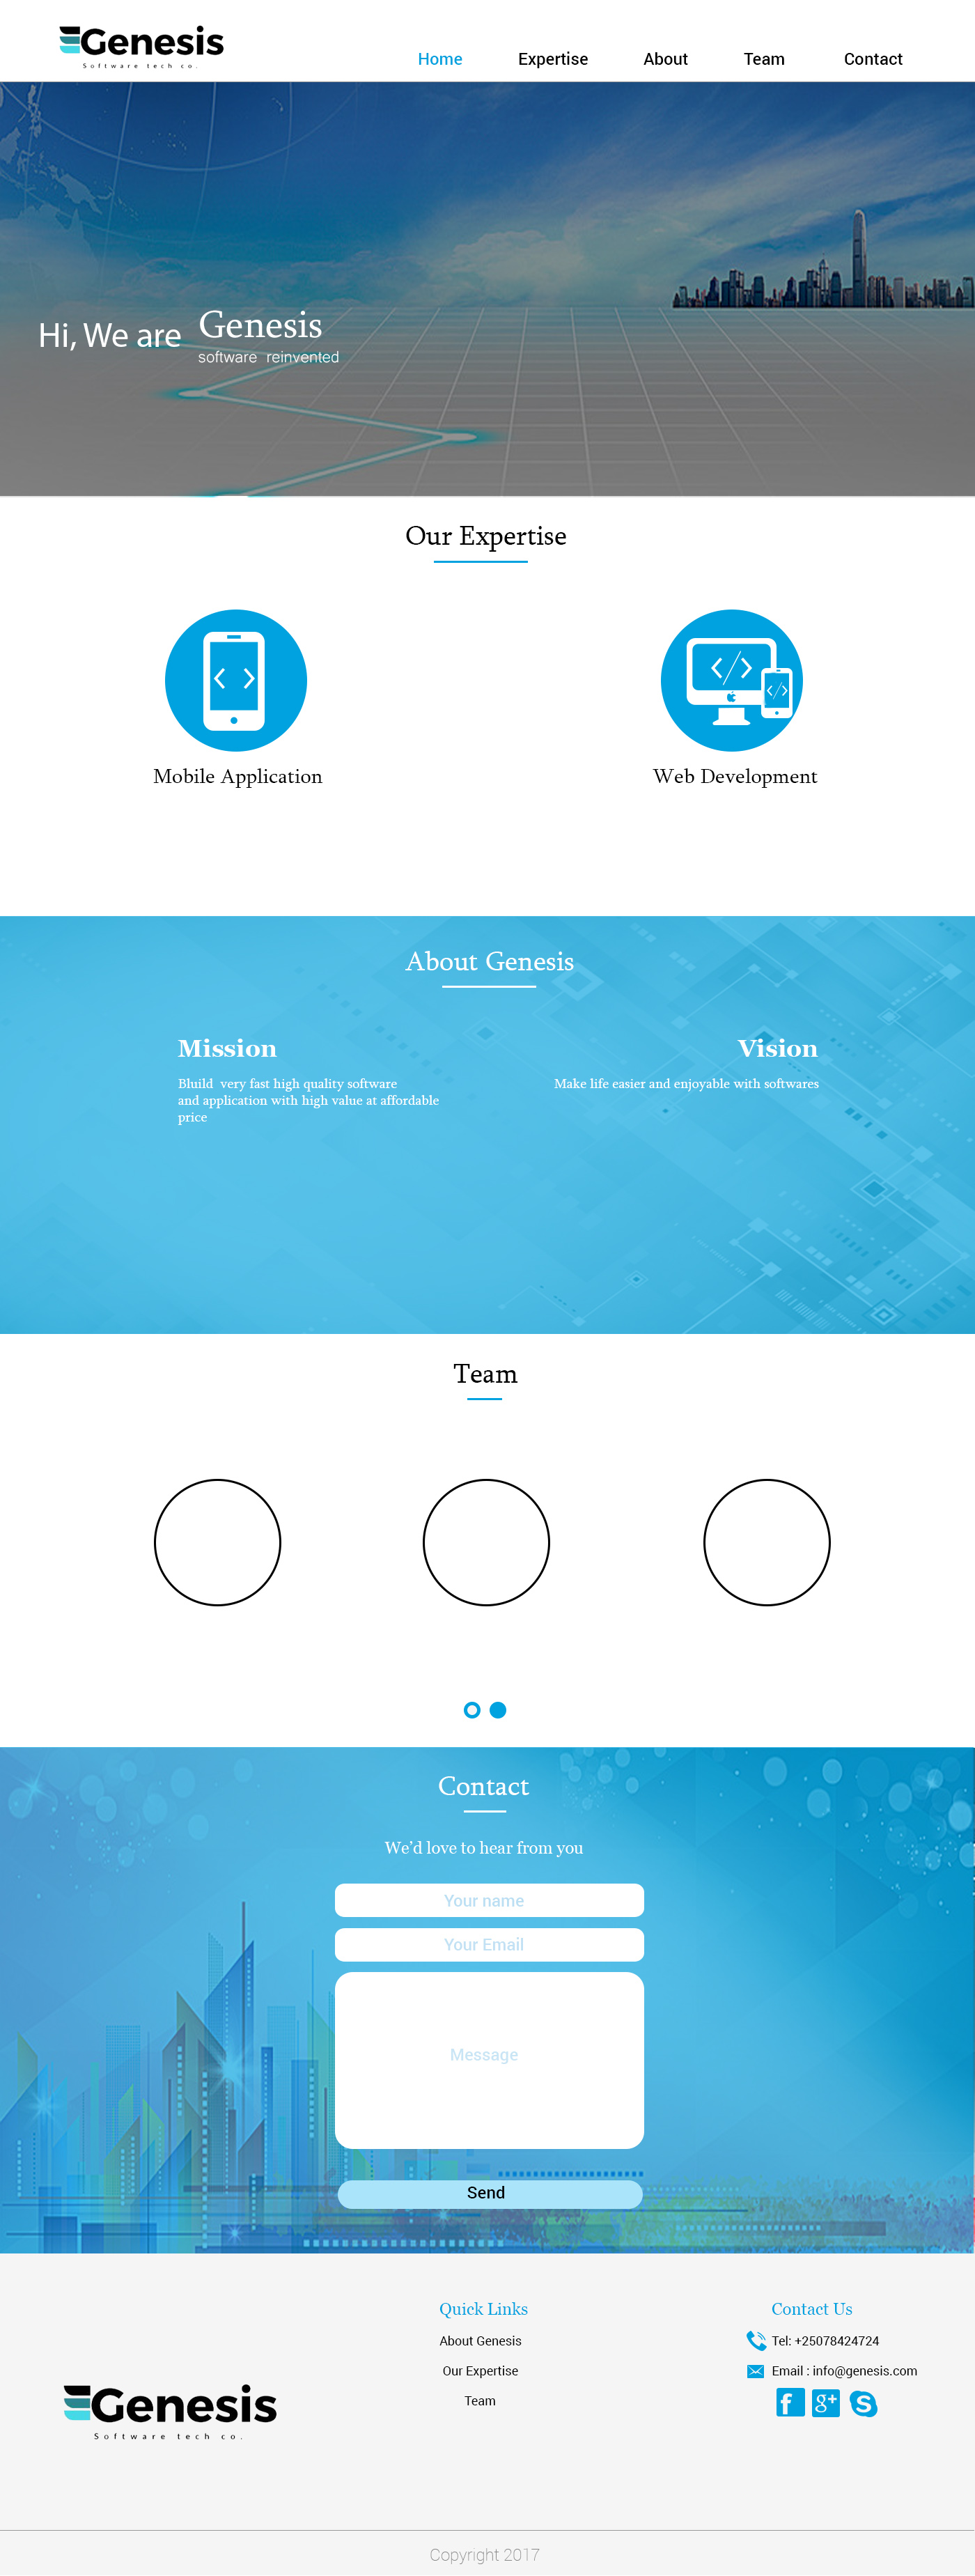 Genesis
Software tech co.
Home Expertise About Team Contact
Hi, We are Genesis
software reinvented
Our Expertise
Mobile Application
Web Development
About Genesis
Mission
Bluild very fast high quality software
and application with high value at affordable
price
Vision
Make life easier and enjoyable with softwares
Team
Contact
We'd love to hear from you
Your name
Your Email
Message
Send
Genesis
Software tech co.
Quick Links
About Genesis
Our Expertise
Team
Contact Us
Tel: +25078424724
Email : info@genesis.com
f g+ S
Copyright 2017